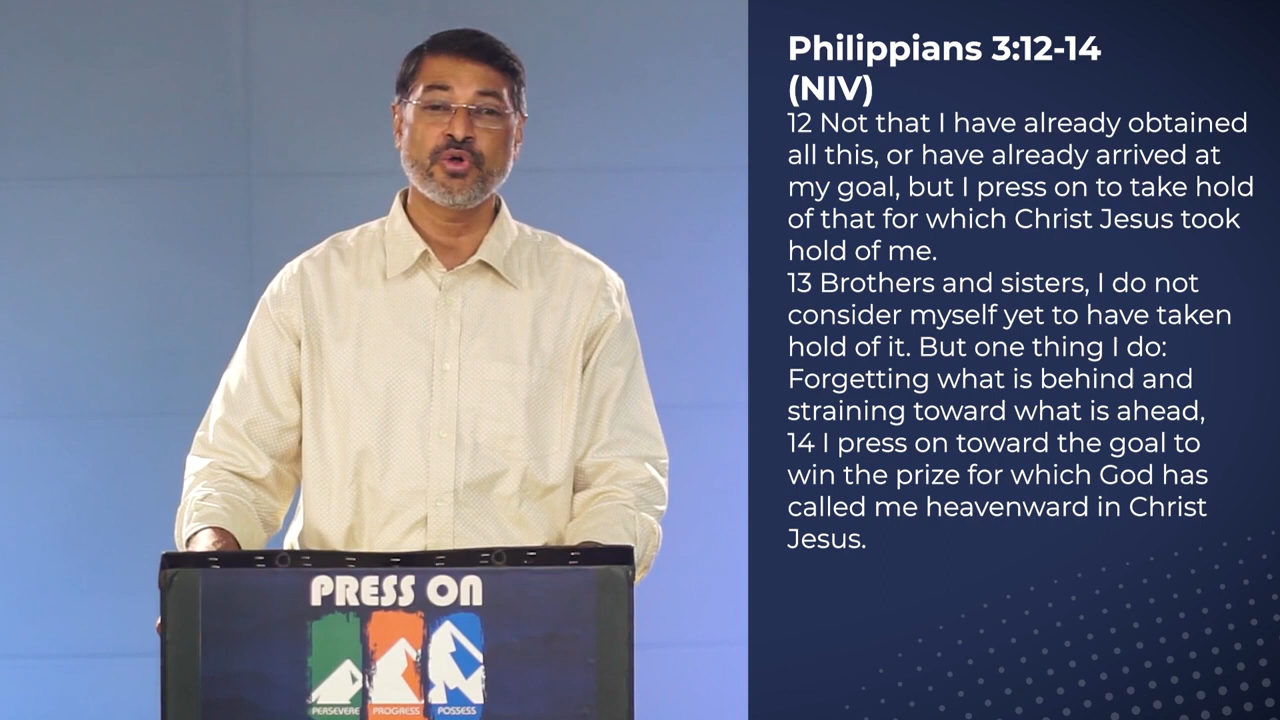 Philippians 3:12-14
(NIV)
12 Not that I have already obtained
all this, or have already arrived at
my goal, but I press on to take hold
of that for which Christ Jesus took
hold of me.
13 Brothers and sisters, I do not
consider myself yet to have taken
hold of it. But one thing I do:
Forgetting what is behind and
straining toward what is ahead,
14 I press on toward the goal to
win the prize for which God has
called me heavenward in Christ
Jesus.
PRESS ON
PERSEVERE PROGRESS POSSESS